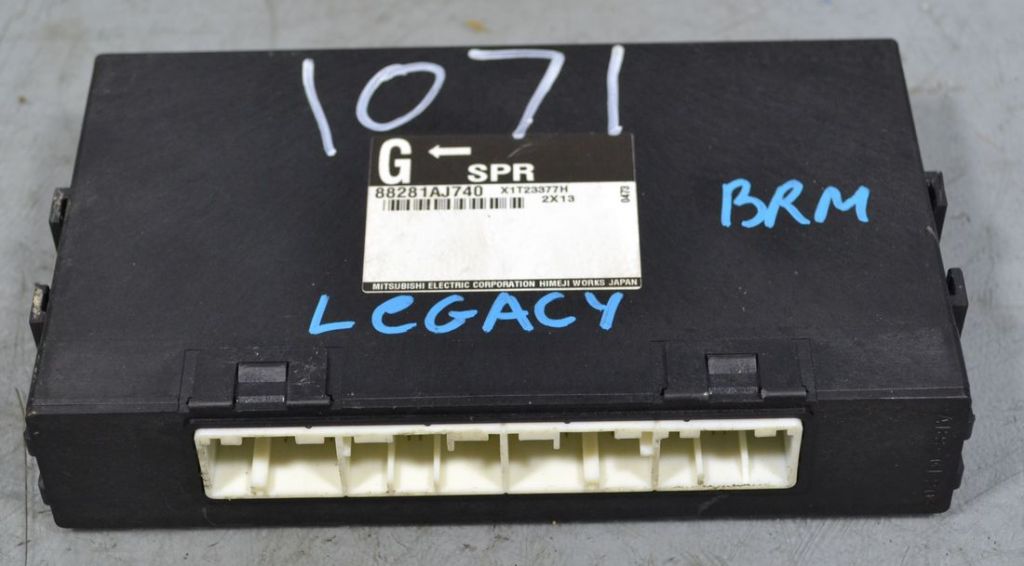 1071
G ← SPR
88281AJ740 X1T23377H
2X13
0473
MITSUBISHI ELECTRIC CORPORATION HIMEJI WORKS JAPAN
BRM
LeGACY